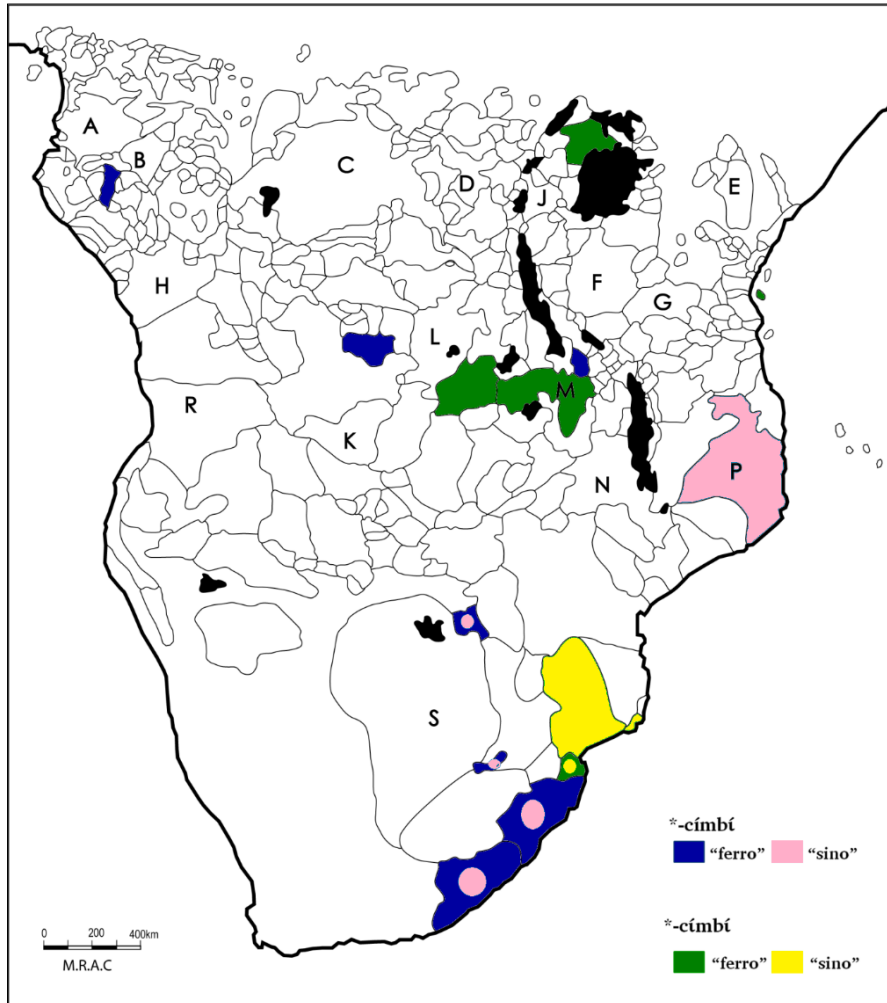 A
B
C
D
J
E
H
F
G
L
M
R
K
P
N
S
*-címbí
"ferro" "sino"
*-címbí
"ferro" "sino"
0 200 400km
M.R.A.C